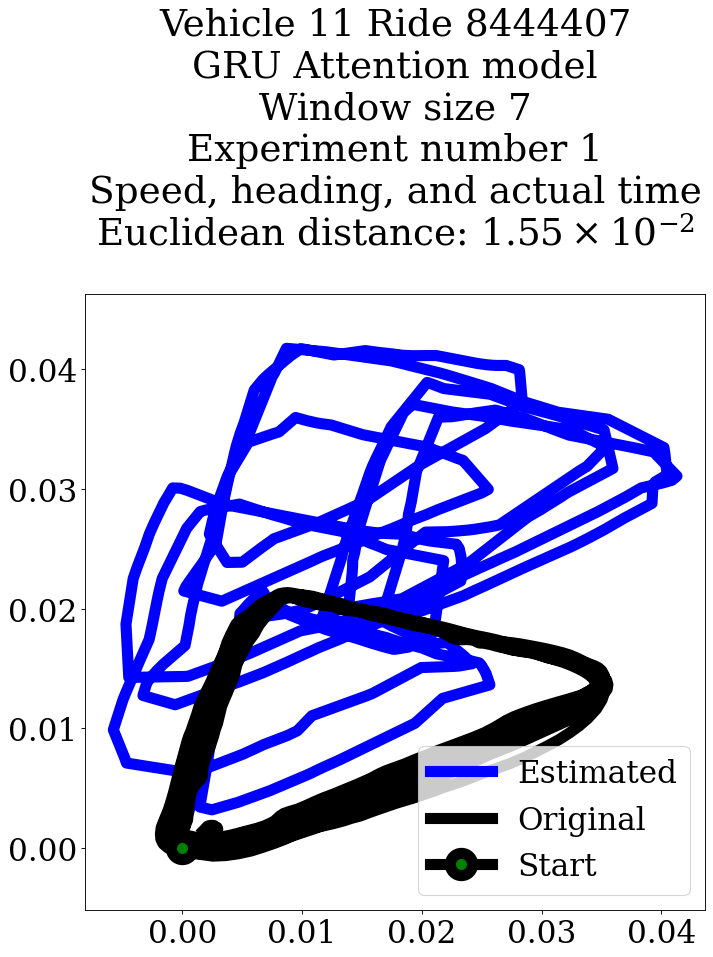 Vehicle 11 Ride 8444407
GRU Attention model
Window size 7
Experiment number 1
Speed, heading, and actual time
Euclidean distance: 1.55 × 10⁻²
0.04
0.03
0.02
0.01
0.00
Estimated
Original
Start
0.00 0.01 0.02 0.03 0.04